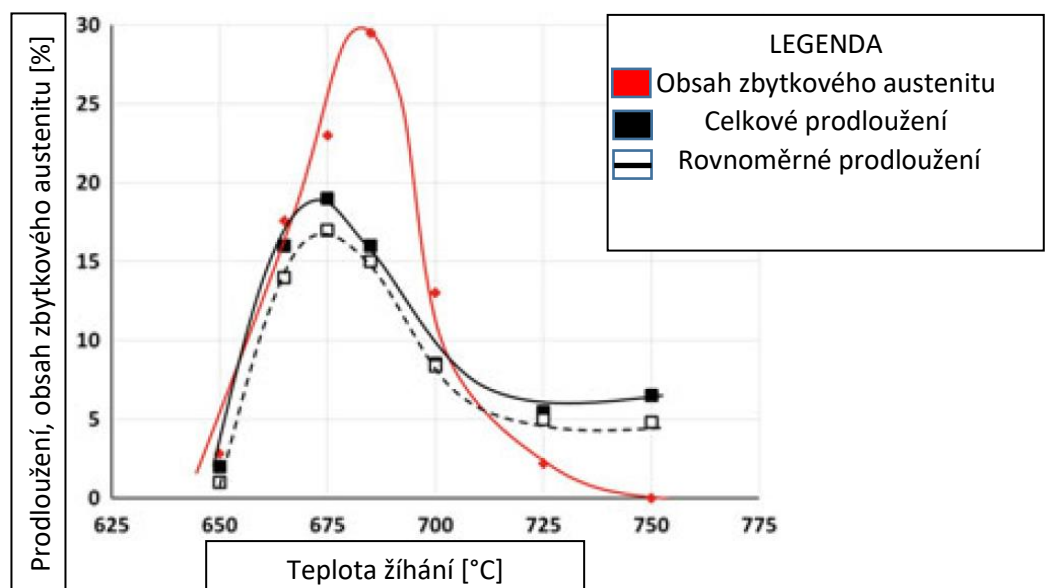 Prodloužení, obsah zbytkového austenitu [%]
30
25
20
15
10
5
0
625
650
675
700
725
750
775
Teplota žíhání [°C]
LEGENDA
Obsah zbytkového austenitu
Celkové prodloužení
Rovnoměrné prodloužení